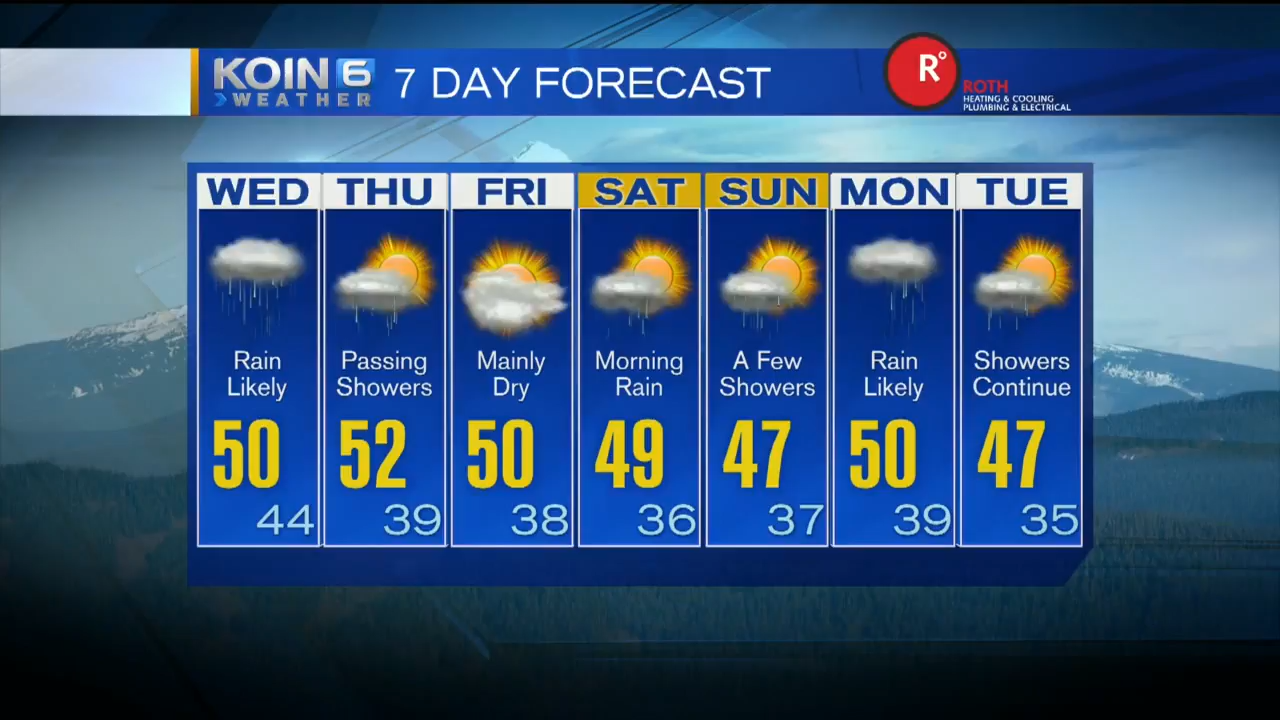 KOIN 6
WEATHER
7 DAY FORECAST
R°
ROTH
HEATING & COOLING
PLUMBING & ELECTRICAL
WED THU FRI SAT SUN MON TUE
Rain Passing Mainly Morning A Few Rain Showers
Likely Showers Dry Rain Showers Likely Continue
50 52 50 49 47 50 47
44 39 38 36 37 39 35